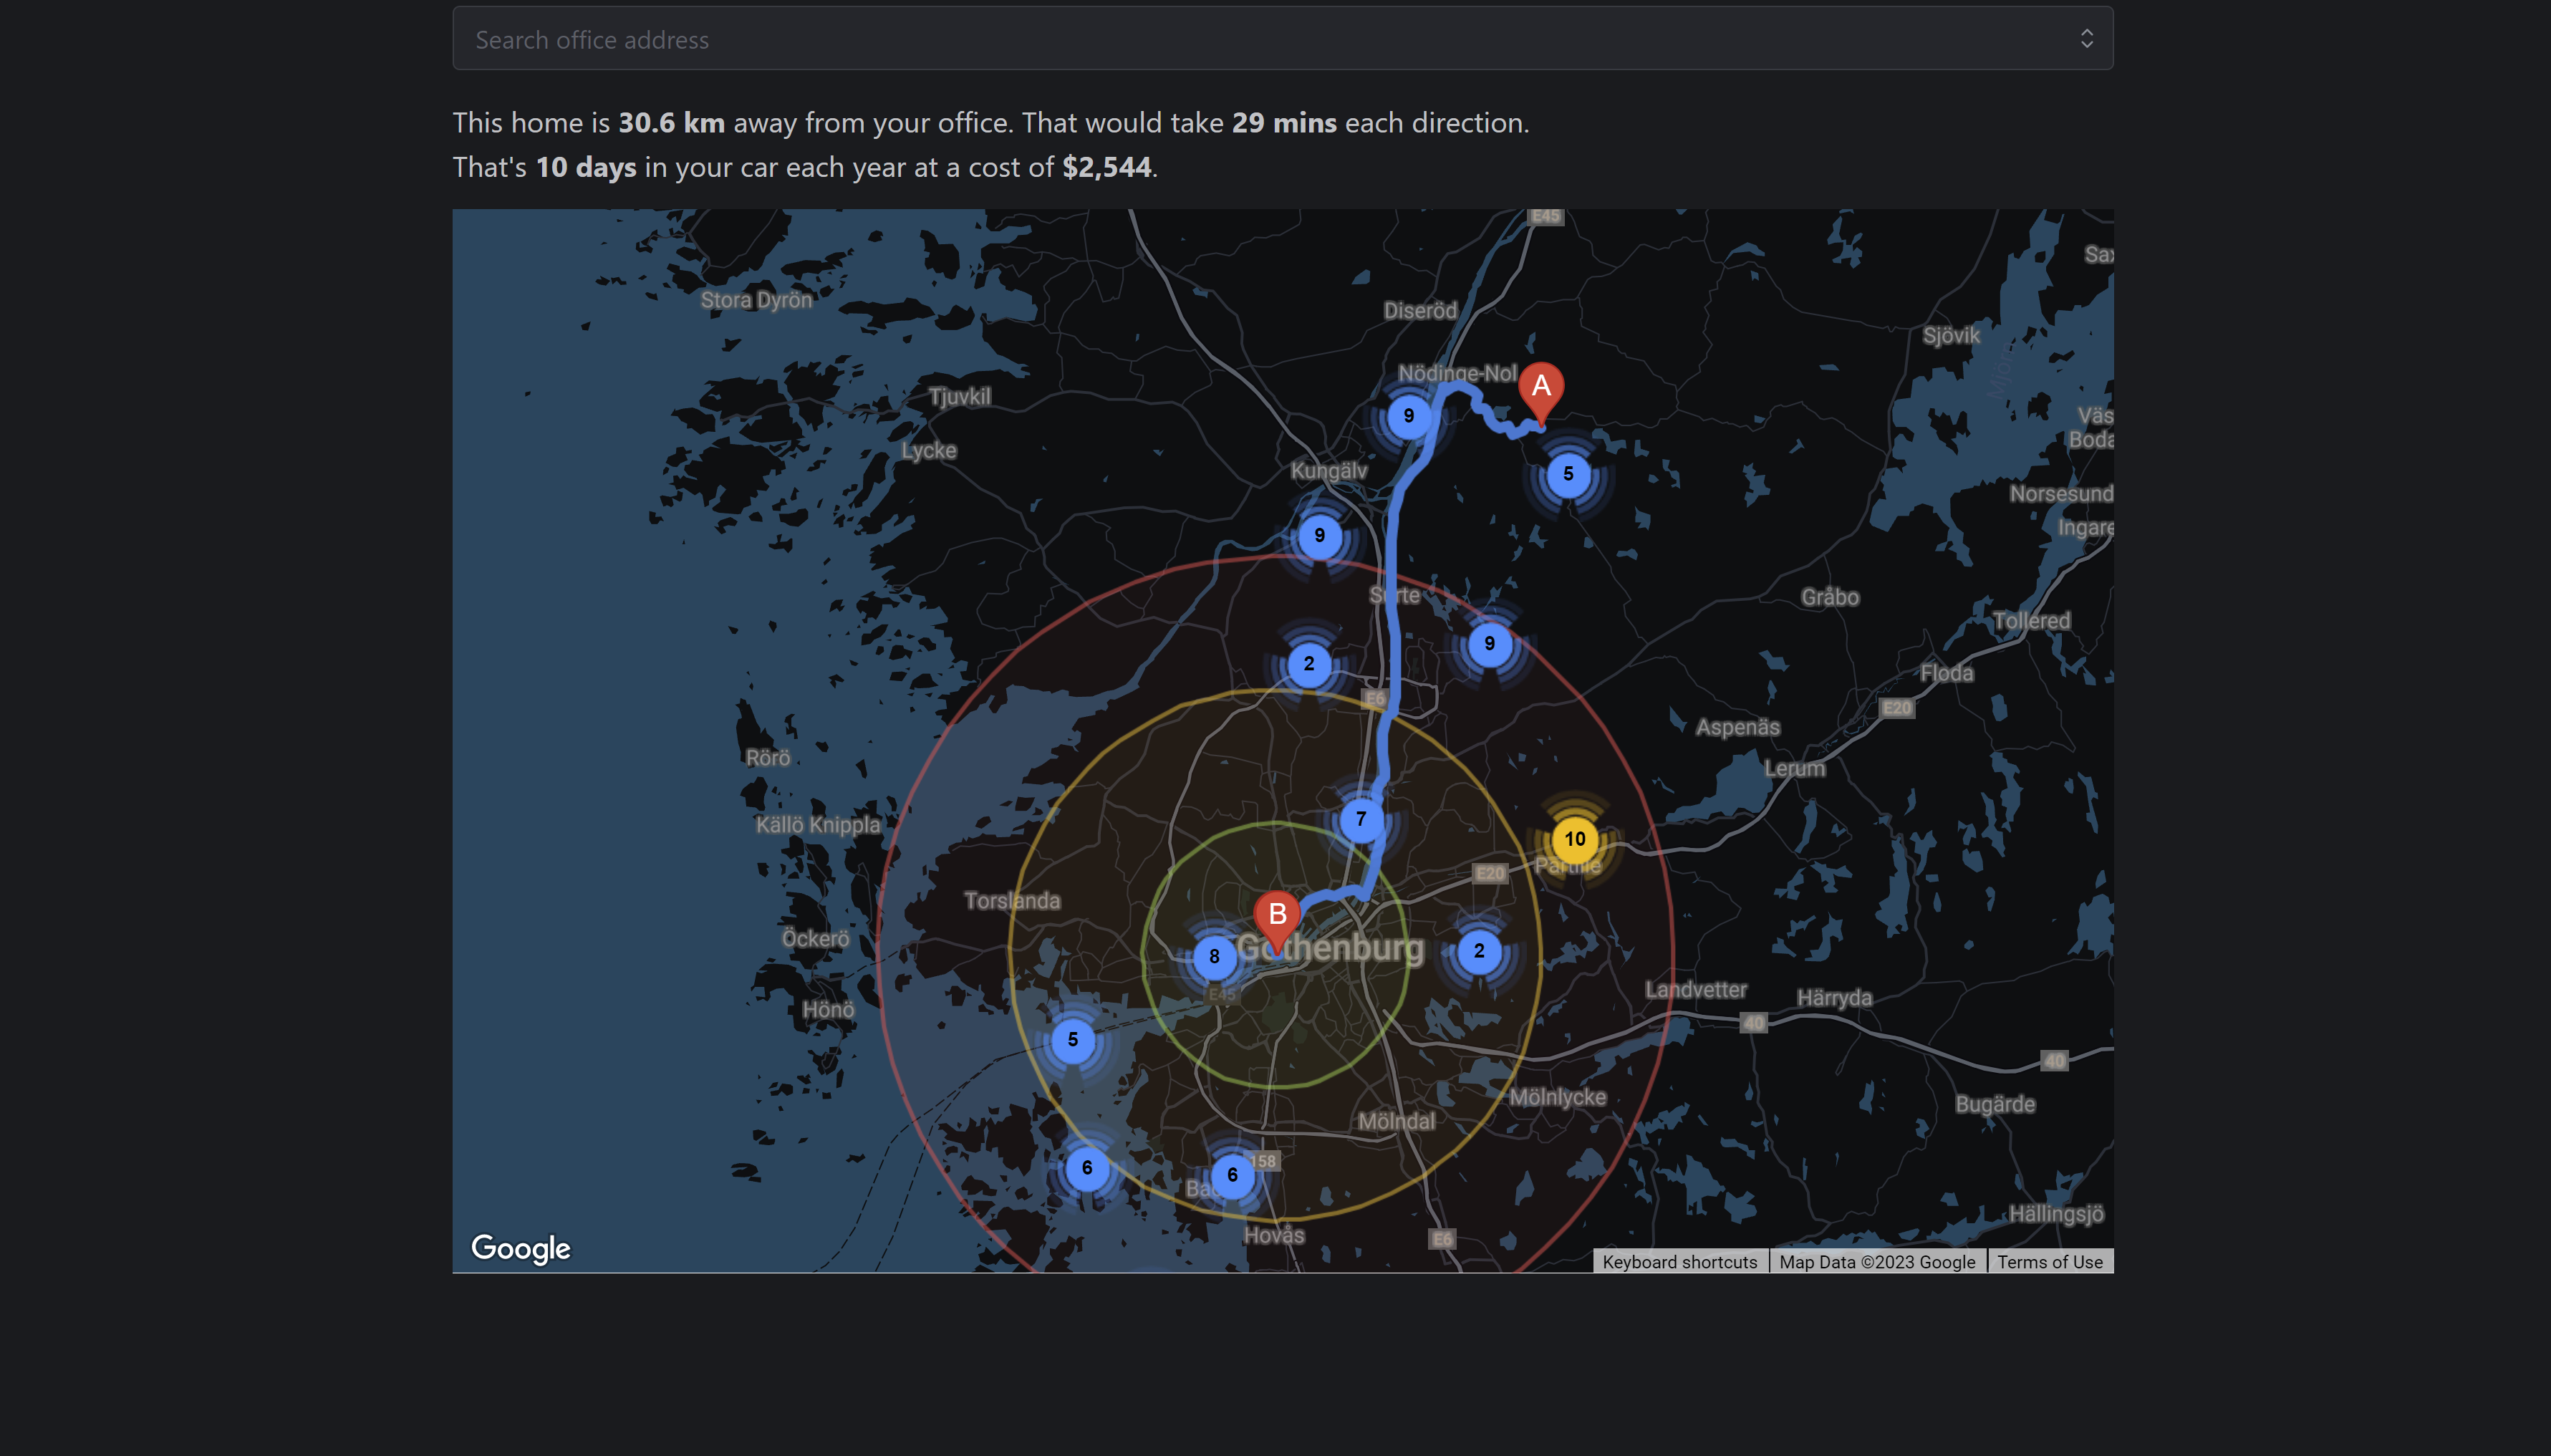 Search office address
This home is 30.6 km away from your office. That would take 29 mins each direction.
That's 10 days in your car each year at a cost of $2,544.
E45
Stora Dyrön
Diseröd
Sjövik
Mjörn
Nödinge-Nol
A
Tjuvkil
9
Väs
Boda
Lycke
Kungälv
5
Norsesund
Ingare
9
Surte
Gråbo
Tollered
9
2
Floda
E6
E20
Aspenäs
Rörö
Lerum
Källö Knippla
7
10
E20
Torslanda
B
Öckerö
Gothenburg
8
2
E45
Landvetter
Härryda
Hönö
40
5
40
Mölnlycke
Bugärde
Mölndal
6
6
158
Hällingsjö
Hovås
E6
Google
Keyboard shortcuts
Map Data ©2023 Google
Terms of Use